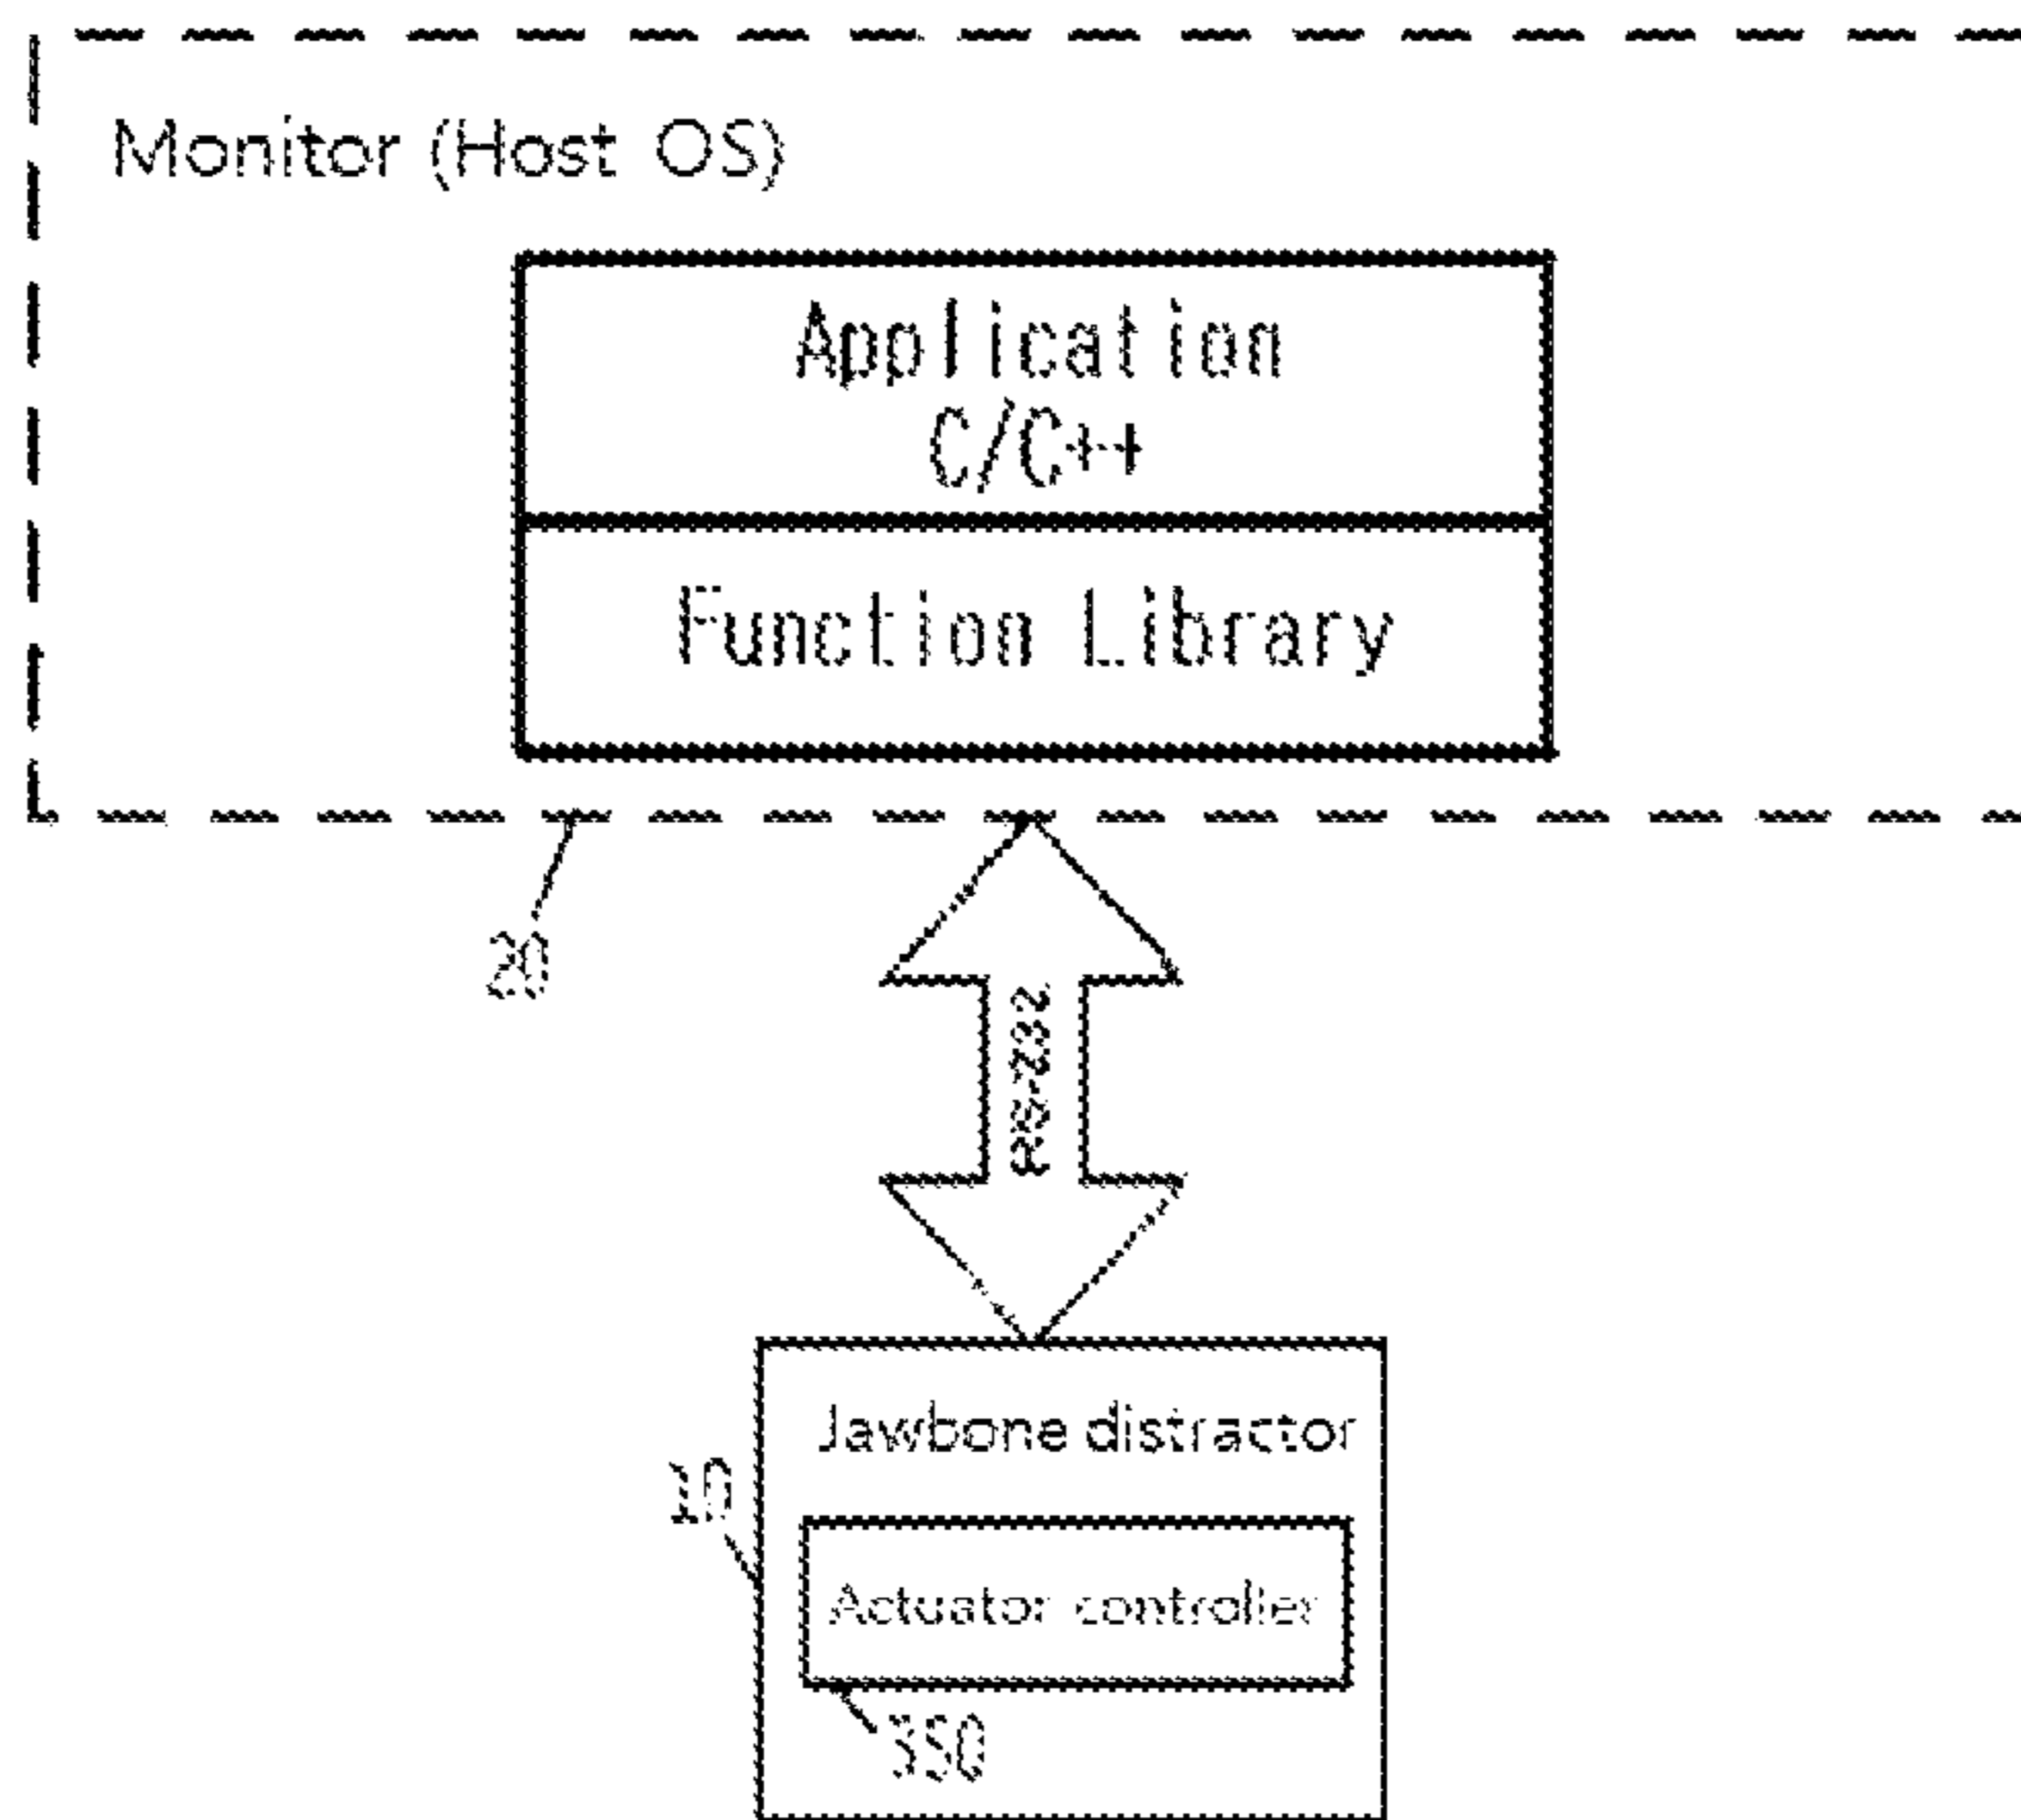 Monitor (Host OS)
Application
C/C++
Function Library
20
RS-232
Jawbone distractor
10
Actuator controller
350